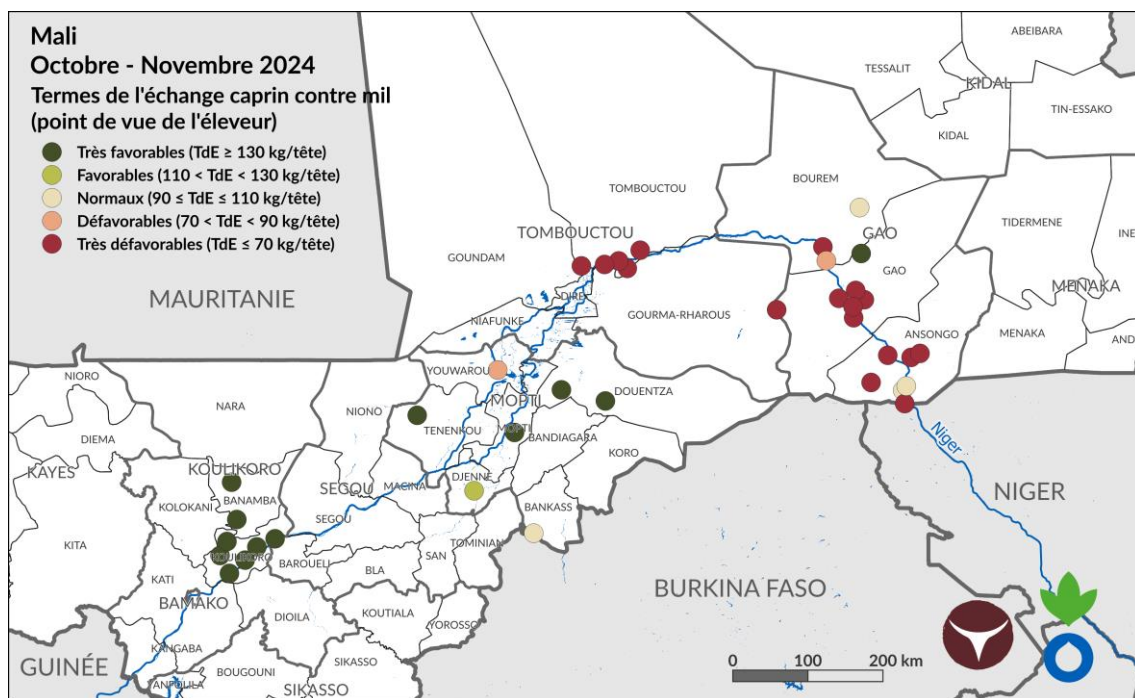 Mali
Octobre - Novembre 2024
Termes de l'échange caprin contre mil
(point de vue de l'éleveur)
Très favorables (TdE ≥ 130 kg/tête)
Favorables (110 < TdE < 130 kg/tête)
Normaux (90 ≤ TdE ≤ 110 kg/tête)
Défavorables (70 < TdE < 90 kg/tête)
Très défavorables (TdE ≤ 70 kg/tête)
ABEIBARA
TESSALIT
KIDAL
TIN-ESSAKO
KIDAL
TOMBOUCTOU
BOUREM
TIDERMENE
INE
TOMBOUCTOU
GAO
GOUNDAM
GAO
MAURITANIE
MENAKA
DIRE
GOURMA-RHAROUS
NIAFUNKE
ANSONGO
MENAKA
AND
YOUWAROU
NIORO
NARA
NIONO
MOPTI
DOUENTZA
TENENKOU
MOPTI
BANDIAGARA
DIEMA
KORO
Niger
KAYES
KOULIKORO
SEGOU
MACINA
DJENNE
NIGER
KOLOKANI
BANAMBA
BANKASS
SEGOU
KITA
TOMINIAN
KOULIKORO
SAN
BAROUELI
KATI
BLA
BURKINA FASO
BAMAKO
DIOILA
KOUTIALA
YOROSSO
KANGABA
GUINÉE
BOUGOUNI
SIKASSO
SIKASSO
0 100 200 km